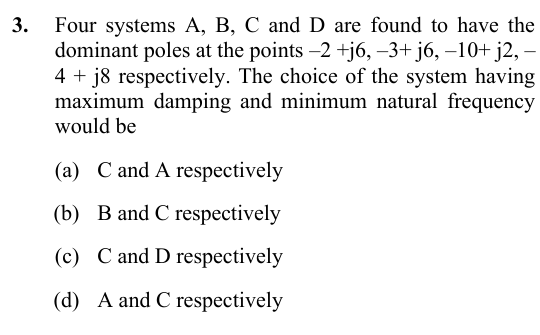 3. Four systems A, B, C and D are found to have the
dominant poles at the points –2 +j6, –3+ j6, –10+ j2, –
4 + j8 respectively. The choice of the system having
maximum damping and minimum natural frequency
would be
(a) C and A respectively
(b) B and C respectively
(c) C and D respectively
(d) A and C respectively